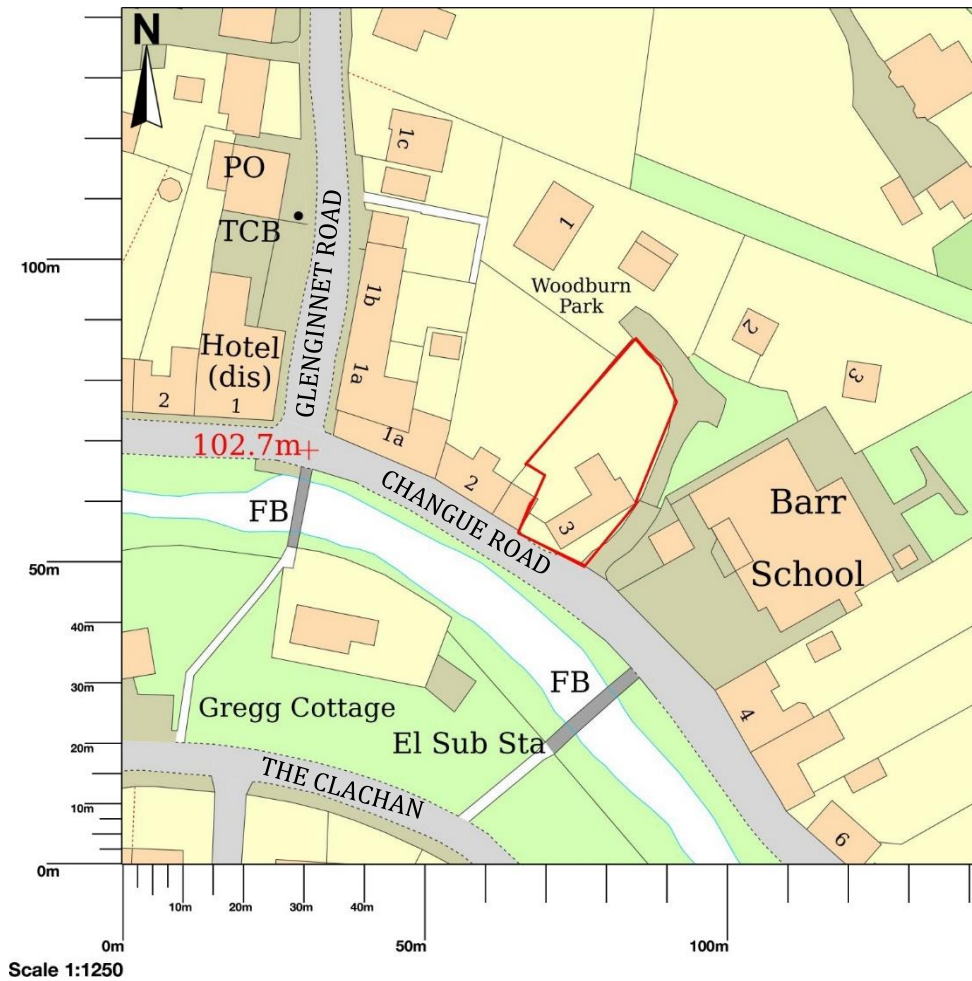 N
1c
PO
TCB
GLENGINNET ROAD
1
100m
1b
Woodburn
Park
Hotel
(dis)
1a
2
3
2
1
1a
102.7m
2
CHANGUE ROAD
Barr
FB
3
School
50m
40m
30m
FB
Gregg Cottage
4
20m
El Sub Sta
THE CLACHAN
10m
6
0m
10m
20m
30m
40m
0m
50m
100m
Scale 1:1250